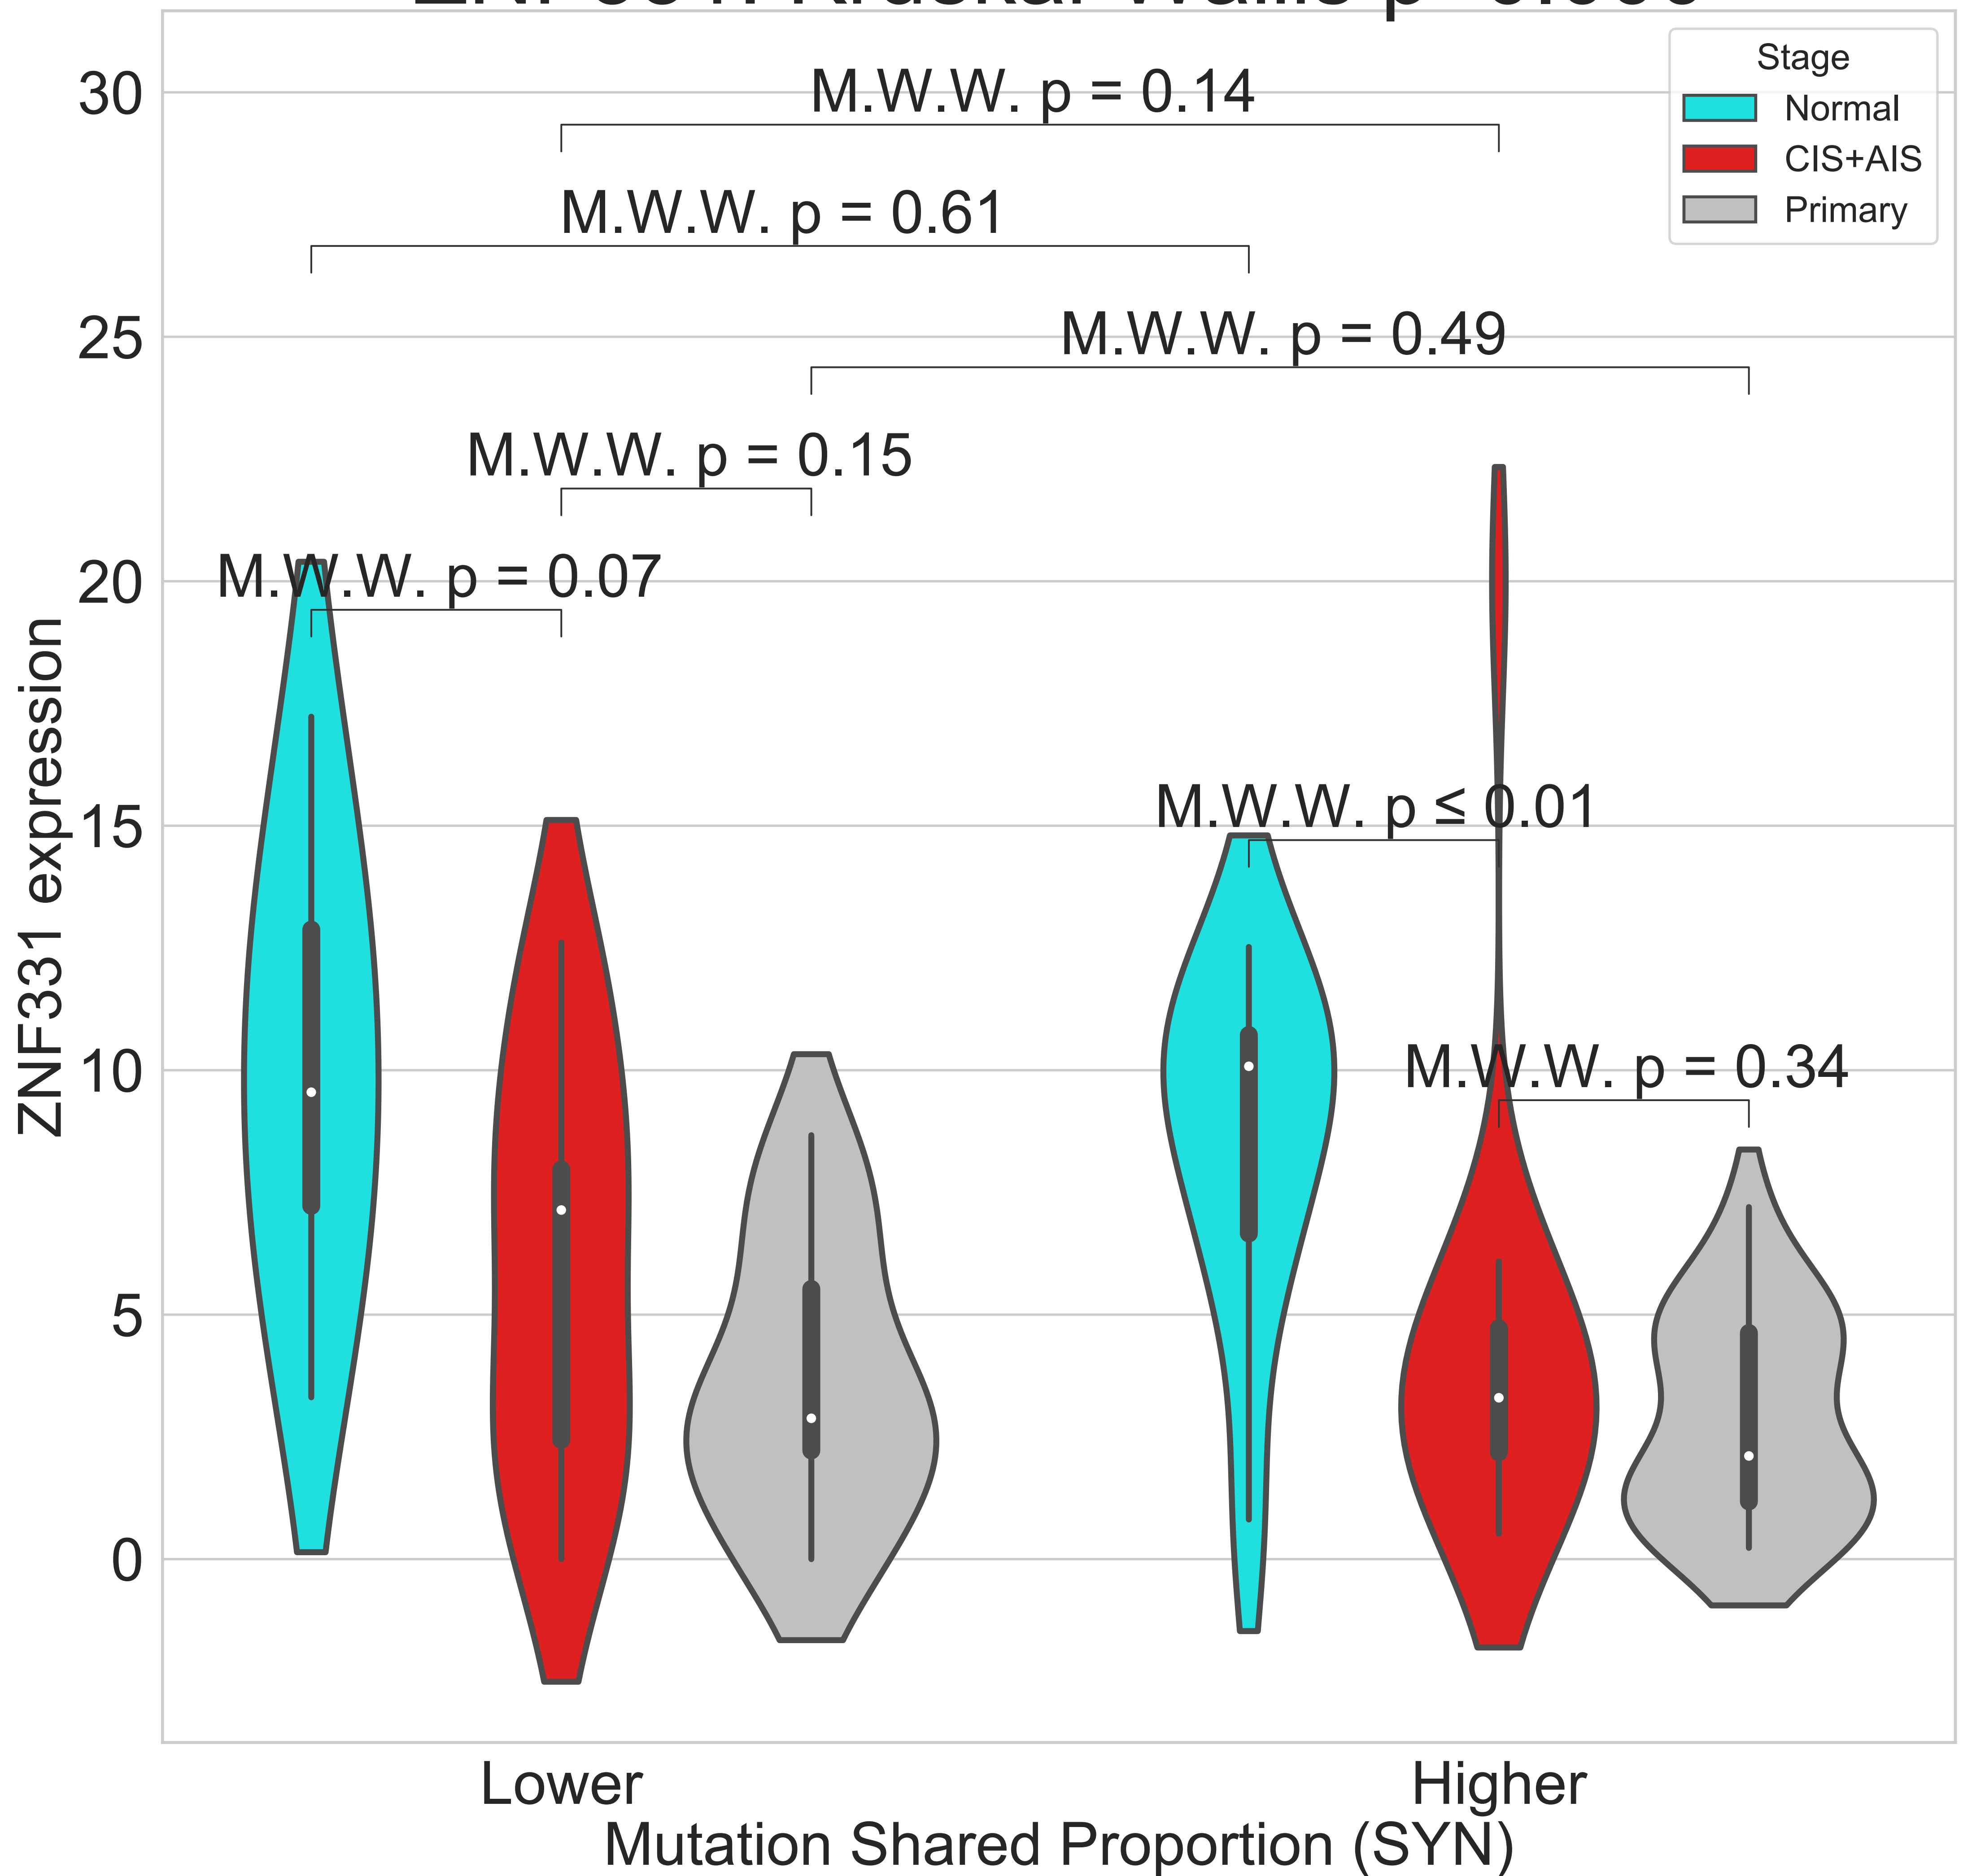 Stage
Normal
CIS+AIS
Primary
M.W.W. p = 0.14
M.W.W. p = 0.61
M.W.W. p = 0.49
M.W.W. p = 0.15
M.W.W. p = 0.07
M.W.W. p ≤ 0.01
M.W.W. p = 0.34
30
25
20
15
10
5
0
ZNF331 expression
Lower
Higher
Mutation Shared Proportion (SYN)